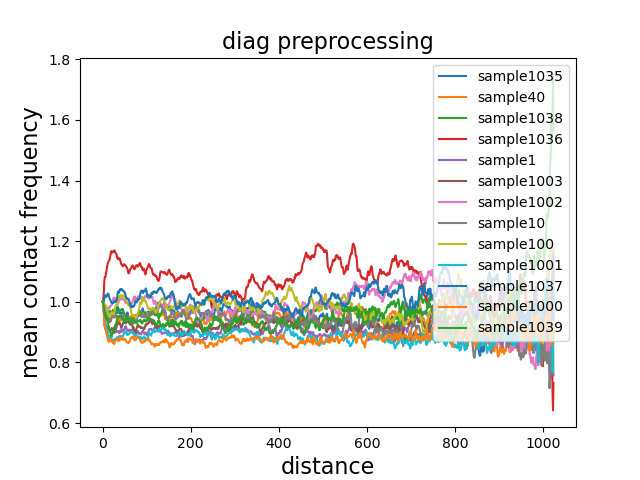 diag preprocessing
mean contact frequency
1.8
1.6
1.4
1.2
1.0
0.8
0.6
0
200
400
600
800
1000
distance
sample1035
sample40
sample1038
sample1036
sample1
sample1003
sample1002
sample10
sample100
sample1001
sample1037
sample1000
sample1039